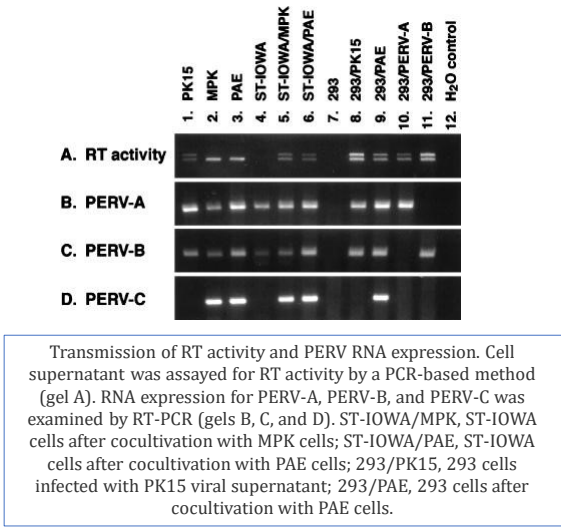 1. PK15
2. MPK
3. PAE
4. ST-IOWA
5. ST-IOWA/MPK
6. ST-IOWA/PAE
7. 293
8. 293/PK15
9. 293/PAE
10. 293/PERV-A
11. 293/PERV-B
12. H₂O control
A. RT activity
B. PERV-A
C. PERV-B
D. PERV-C
Transmission of RT activity and PERV RNA expression. Cell
supernatant was assayed for RT activity by a PCR-based method
(gel A). RNA expression for PERV-A, PERV-B, and PERV-C was
examined by RT-PCR (gels B, C, and D). ST-IOWA/MPK, ST-IOWA
cells after cocultivation with MPK cells; ST-IOWA/PAE, ST-IOWA
cells after cocultivation with PAE cells; 293/PK15, 293 cells
infected with PK15 viral supernatant; 293/PAE, 293 cells after
cocultivation with PAE cells.